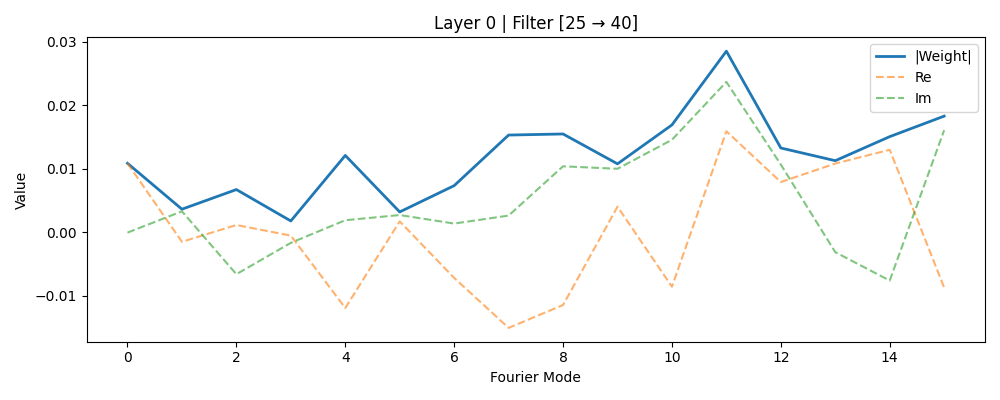 Layer 0 | Filter [25 → 40]
|Weight|
Re
Im
Value
0.03
0.02
0.01
0.00
−0.01
0 2 4 6 8 10 12 14
Fourier Mode